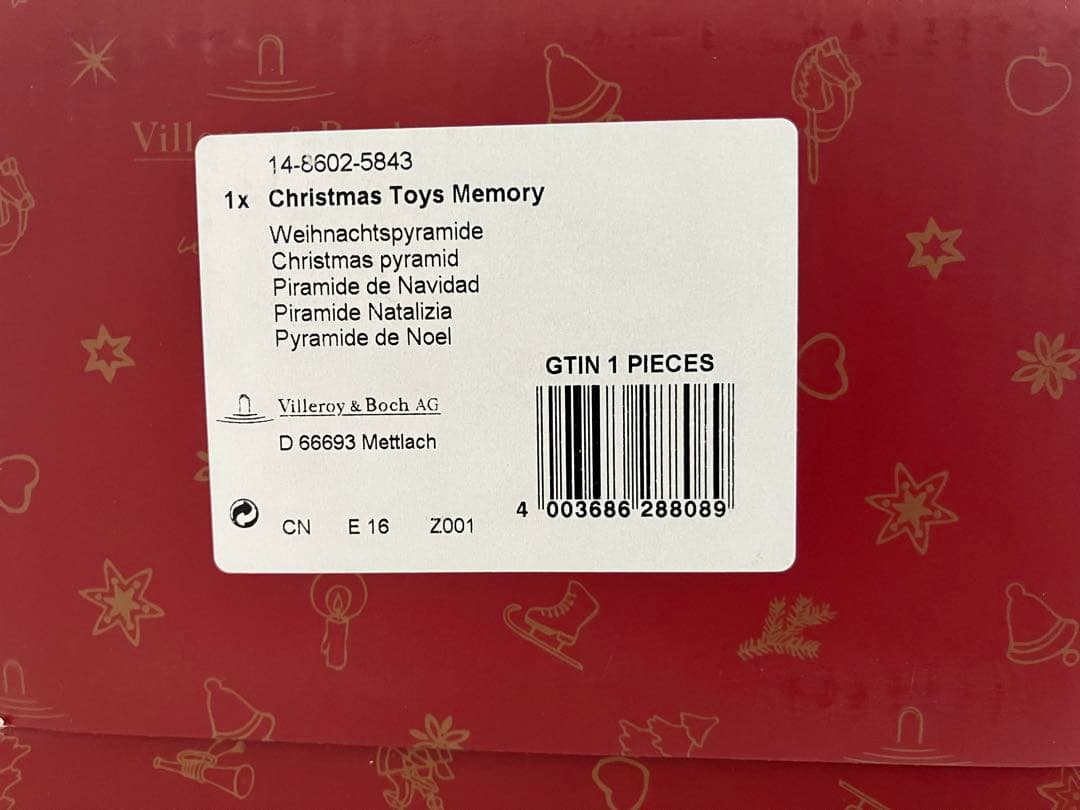 14-8602-5843
1x Christmas Toys Memory
Weihnachtspyramide
Christmas pyramid
Piramide de Navidad
Piramide Natalizia
Pyramide de Noel
GTIN 1 PIECES
Villeroy & Boch AG
D 66693 Mettlach
4 003686 288089
CN E 16 Z001